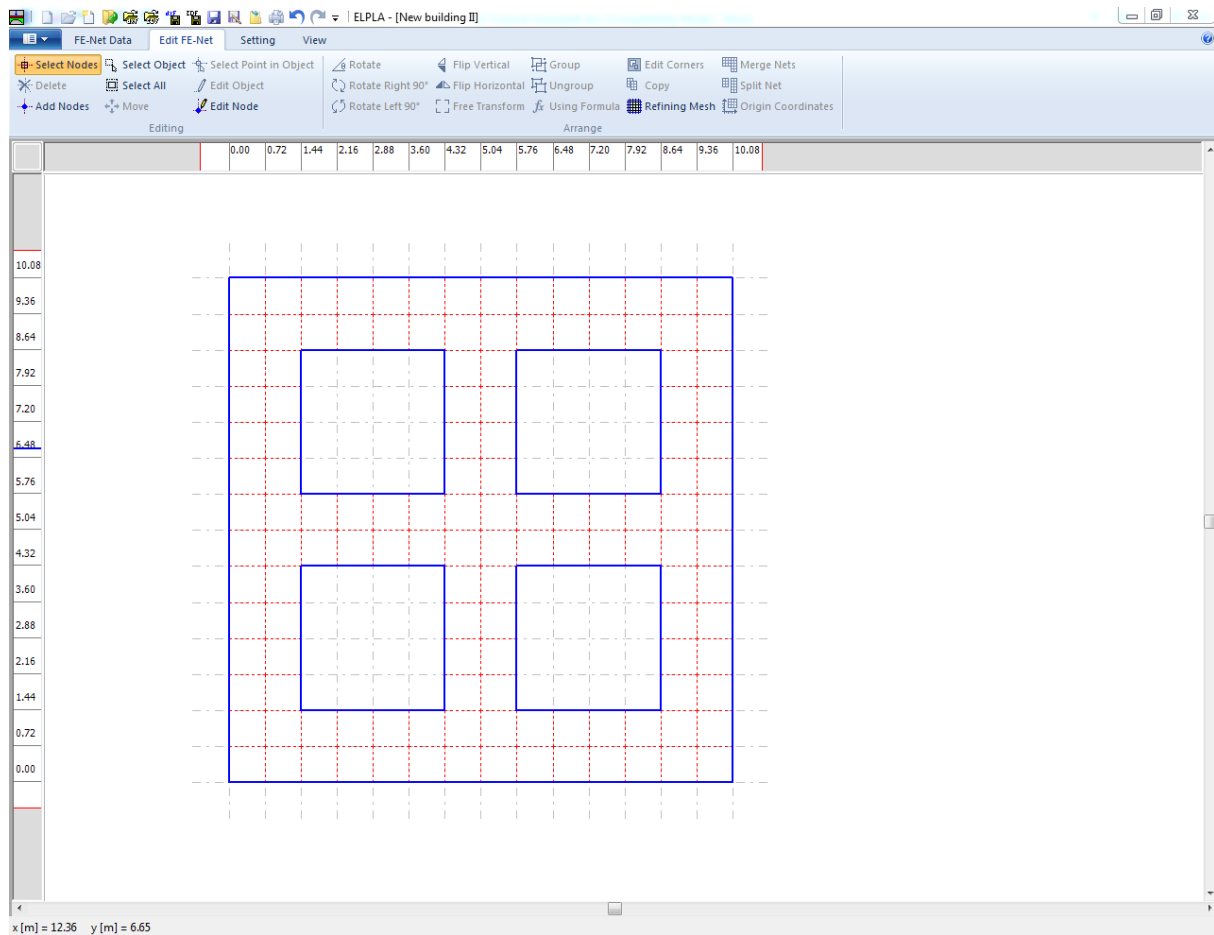 ELPLA - [New building II]
FE-Net Data Edit FE-Net Setting View
Select Nodes Select Object Select Point in Object Rotate Flip Vertical Group Edit Corners Merge Nets
Delete Select All Edit Object Rotate Right 90° Flip Horizontal Ungroup Copy Split Net
Add Nodes Move Edit Node Rotate Left 90° Free Transform fx Using Formula Refining Mesh Origin Coordinates
Editing Arrange
0.00 0.72 1.44 2.16 2.88 3.60 4.32 5.04 5.76 6.48 7.20 7.92 8.64 9.36 10.08
10.08
9.36
8.64
7.92
7.20
6.48
5.76
5.04
4.32
3.60
2.88
2.16
1.44
0.72
0.00
x [m] = 12.36 y [m] = 6.65